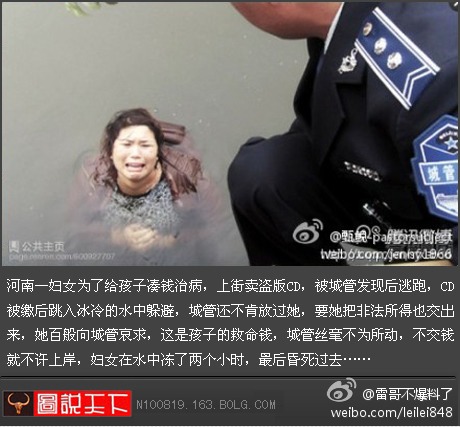 城管
公共主页
page.renren.com/600927707
weibo.com/jenny1966
河南一妇女为了给孩子凑钱治病，上街卖盗版CD，被城管发现后逃跑，CD
被缴后跳入冰冷的水中躲避，城管还不肯放过她，要她把非法所得也交出
来，她百般向城管哀求，这是孩子的救命钱，城管丝毫不为所动，不交钱
就不许上岸，妇女在水中冻了两个小时，最后昏死过去……
圖說天下
N100819.163.BOLG.COM
@雷哥不爆料了
weibo.com/leilei848